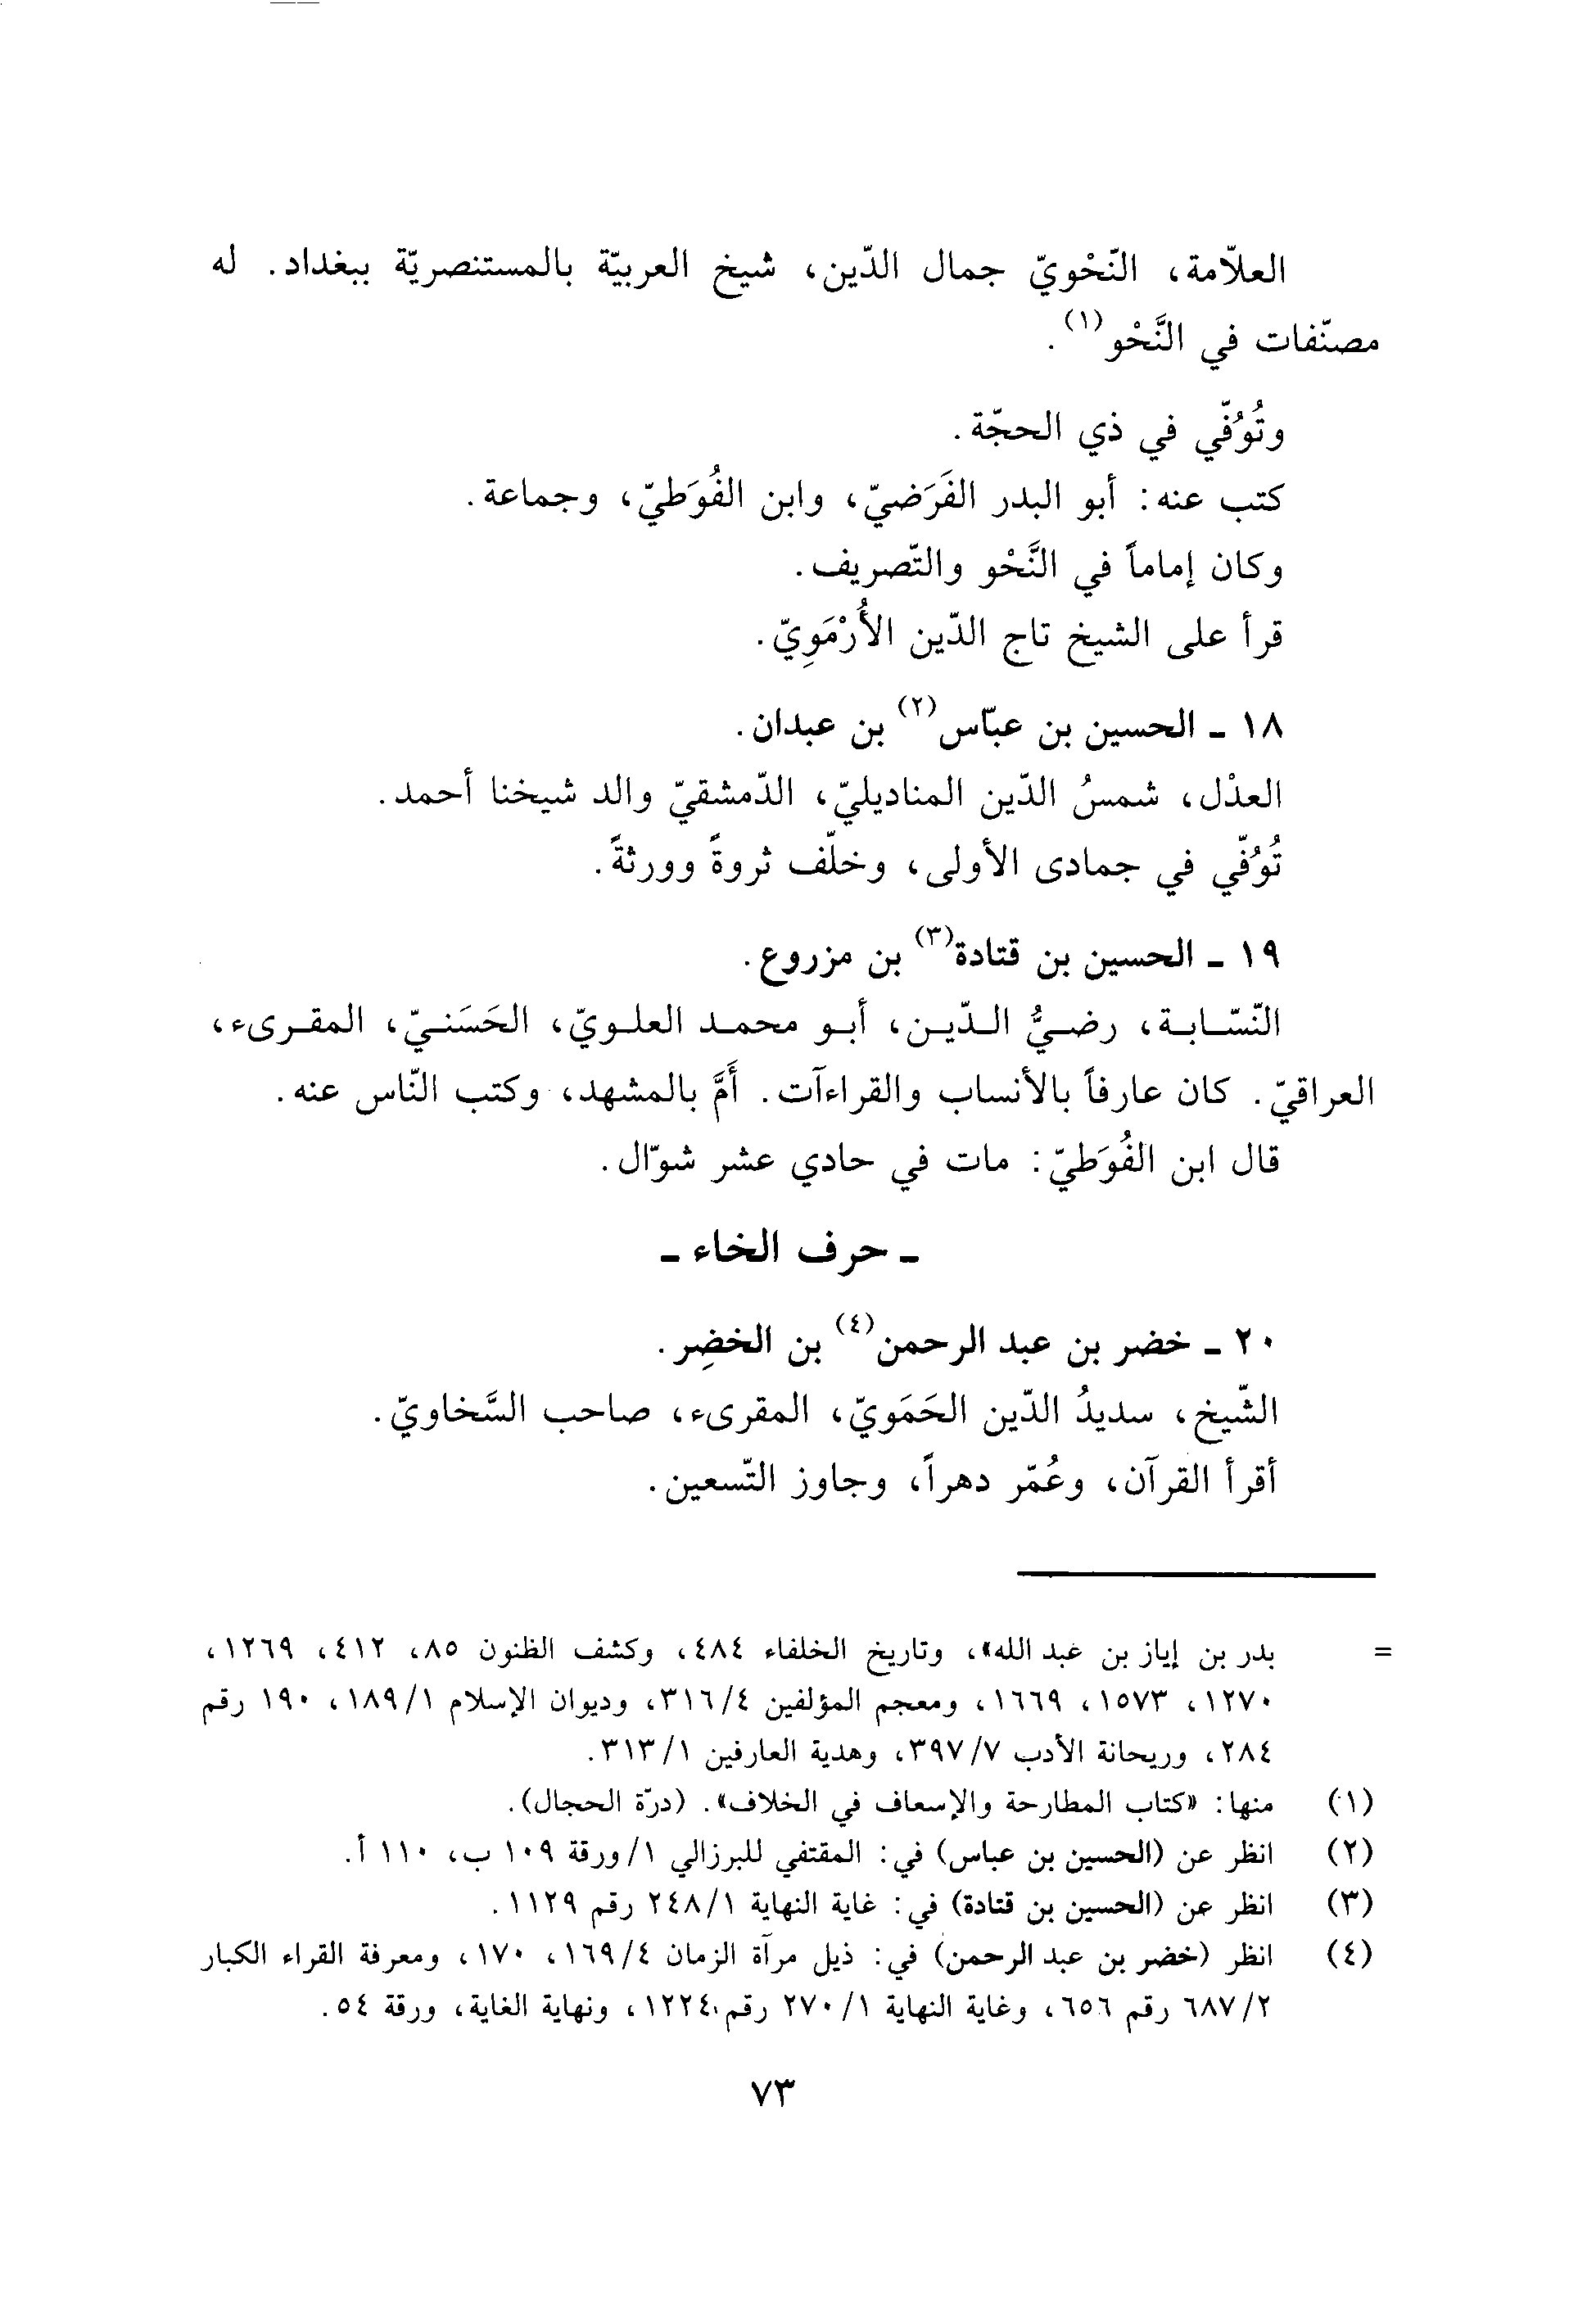 العلاّمة، النّحْويّ جمال الدّين، شيخ العربيّة بالمستنصريّة ببغداد. له
مصنّفات في النَّحْو(١).
وتُوُفّي في ذي الحجّة.
كتب عنه: أبو البدر الفَرَضيّ، وابن الفُوَطيّ، وجماعة.
وكان إماماً في النَّحْو والتّصريف.
قرأ على الشيخ تاج الدّين الأُرْمَوِيّ.
١٨ - الحسين بن عبّاس(٢) بن عبدان.
العدْل، شمسُ الدّين المناديليّ، الدّمشقيّ والد شيخنا أحمد.
تُوُفّي في جمادى الأولى، وخلّف ثروةً وورثةً.
١٩ - الحسين بن قتادة(٣) بن مزروع.
النّسّابة، رضيُّ الدّين، أبو محمد العلويّ، الحَسَنيّ، المقرىء،
العراقيّ. كان عارفاً بالأنساب والقراءآت. أَمَّ بالمشهد، وكتب النّاس عنه.
قال ابن الفُوَطيّ: مات في حادي عشر شوّال.
- حرف الخاء -
٢٠ - خضر بن عبد الرحمن(٤) بن الخضِر.
الشّيخ، سديدُ الدّين الحَمَويّ، المقرىء، صاحب السَّخاويّ.
أقرأ القرآن، وعُمّر دهراً، وجاوز التّسعين.
= بدر بن إياز بن عبد الله»، وتاريخ الخلفاء ٤٨٤، وكشف الظنون ٨٥، ٤١٢، ١٢٦٩،
١٢٧٠، ١٥٧٣، ١٦٦٩، ومعجم المؤلفين ٣١٦/٤، وديوان الإسلام ١٨٩/١، ١٩٠ رقم
٢٨٤، وريحانة الأدب ٣٩٧/٧، وهدية العارفين ٣١٣/١.
(١) منها: «كتاب المطارحة والإسعاف في الخلاف». (درّة الحجال).
(٢) انظر عن (الحسين بن عباس) في: المقتفي للبرزالي ١/ورقة ١٠٩ ب، ١١٠ أ.
(٣) انظر عن (الحسين بن قتادة) في: غاية النهاية ٢٤٨/١ رقم ١١٢٩.
(٤) انظر (خضر بن عبد الرحمن) في: ذيل مرآة الزمان ١٦٩/٤، ١٧٠، ومعرفة القراء الكبار
٦٨٧/٢ رقم ٦٥٦، وغاية النهاية ٢٧٠/١ رقم ١٢٢٤، ونهاية الغاية، ورقة ٥٤.
٧٣